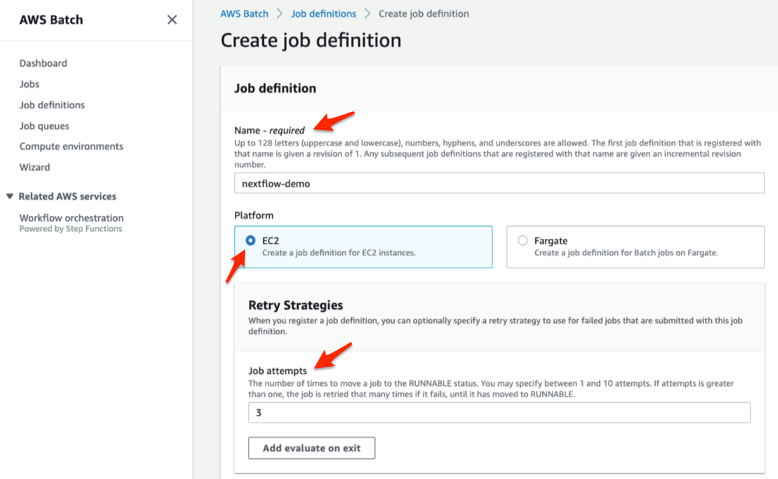 AWS Batch
Dashboard
Jobs
Job definitions
Job queues
Compute environments
Wizard
Related AWS services
Workflow orchestration
Powered by Step Functions
AWS Batch > Job definitions > Create job definition
Create job definition
Job definition
Name - required
Up to 128 letters (uppercase and lowercase), numbers, hyphens, and underscores are allowed. The first job definition that is registered with
that name is given a revision of 1. Any subsequent job definitions that are registered with that name are given an incremental revision
number.
nextflow-demo
Platform
EC2
Create a job definition for EC2 instances.
Fargate
Create a job definition for Batch jobs on Fargate.
Retry Strategies
When you register a job definition, you can optionally specify a retry strategy to use for failed jobs that are submitted with this job
definition.
Job attempts
The number of times to move a job to the RUNNABLE status. You may specify between 1 and 10 attempts. If attempts is greater
than one, the job is retried that many times if it fails, until it has moved to RUNNABLE.
3
Add evaluate on exit